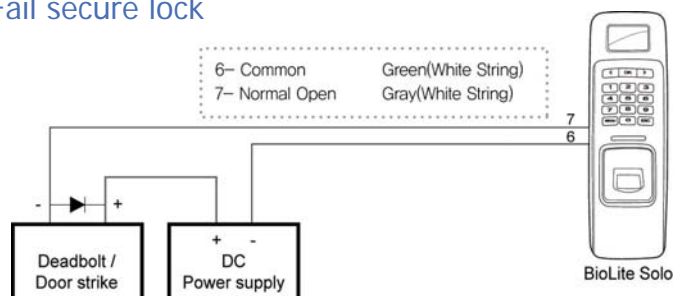 Fail secure lock
6- Common Green(White String)
7- Normal Open Gray(White String)
7
6
- +
+ -
Deadbolt /
Door strike
DC
Power supply
BioLite Solo